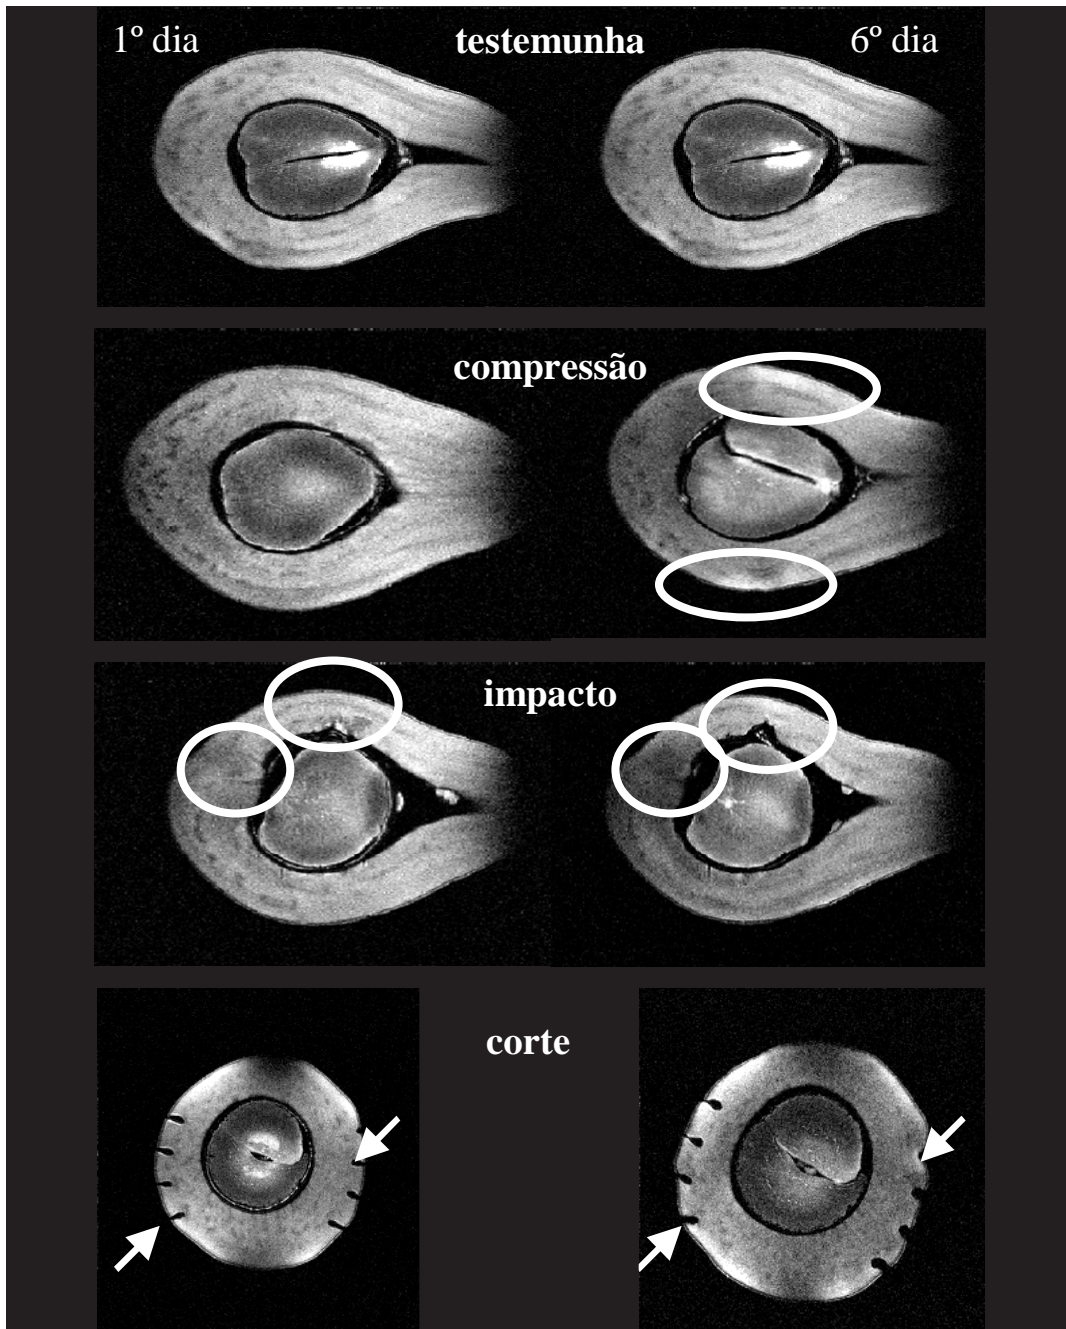 1º dia
testemunha
6º dia
compressão
impacto
corte